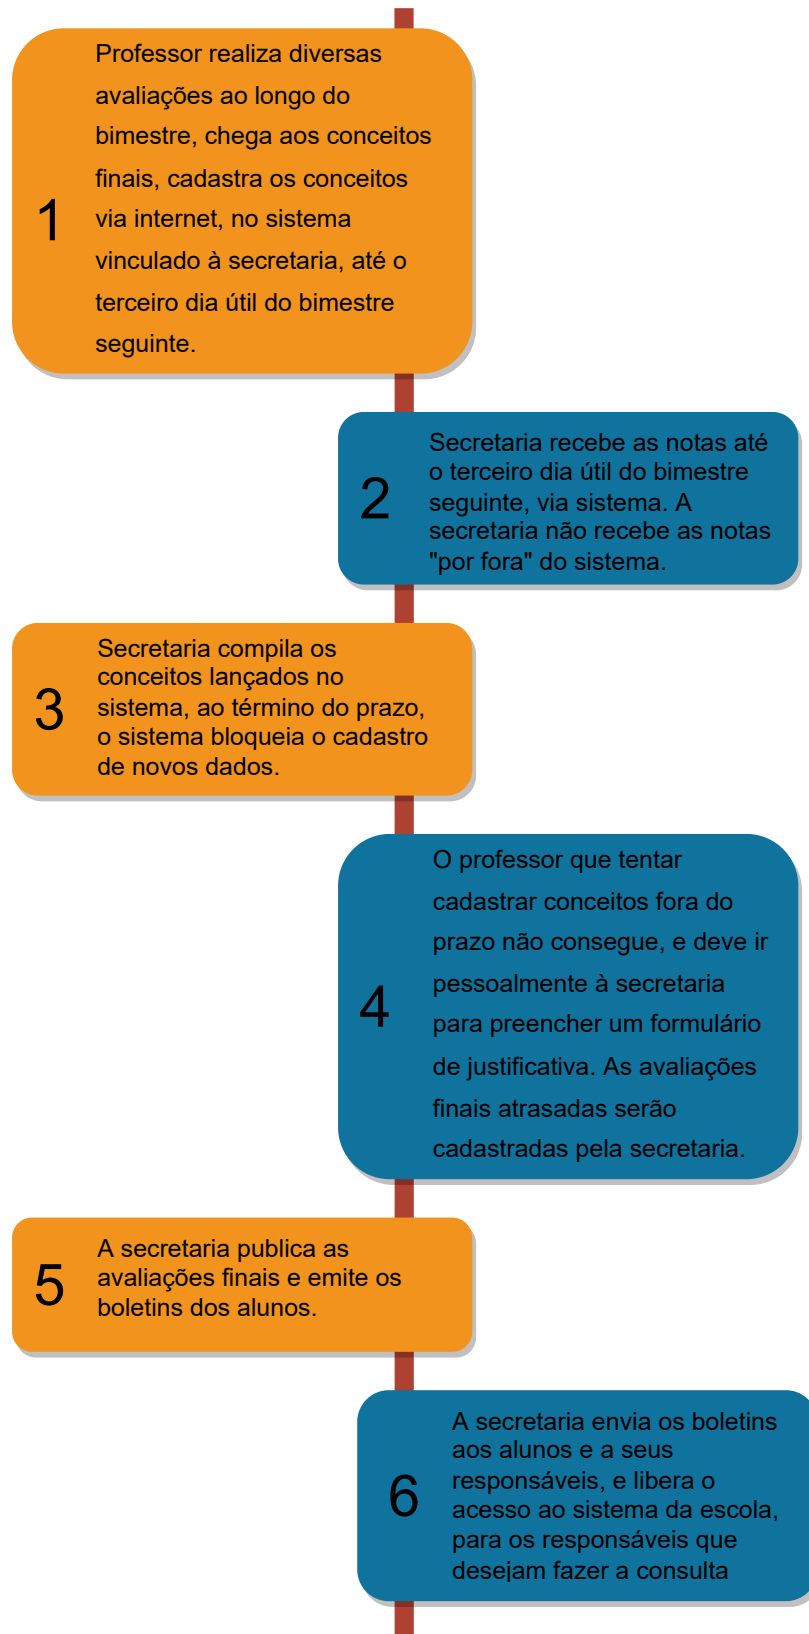 1
Professor realiza diversas
avaliações ao longo do
bimestre, chega aos conceitos
finais, cadastra os conceitos
via internet, no sistema
vinculado à secretaria, até o
terceiro dia útil do bimestre
seguinte.
2
Secretaria recebe as notas até
o terceiro dia útil do bimestre
seguinte, via sistema. A
secretaria não recebe as notas
"por fora" do sistema.
3
Secretaria compila os
conceitos lançados no
sistema, ao término do prazo,
o sistema bloqueia o cadastro
de novos dados.
4
O professor que tentar
cadastrar conceitos fora do
prazo não consegue, e deve ir
pessoalmente à secretaria
para preencher um formulário
de justificativa. As avaliações
finais atrasadas serão
cadastradas pela secretaria.
5
A secretaria publica as
avaliações finais e emite os
boletins dos alunos.
6
A secretaria envia os boletins
aos alunos e a seus
responsáveis, e libera o
acesso ao sistema da escola,
para os responsáveis que
desejam fazer a consulta